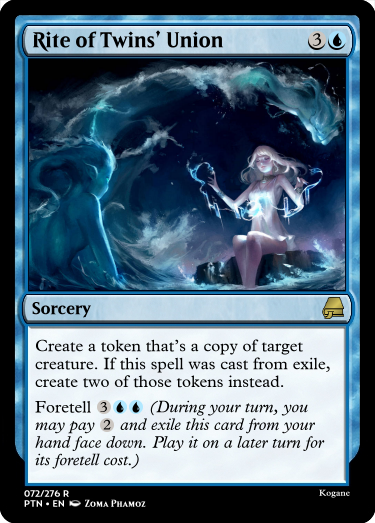 Rite of Twins' Union 3
Sorcery
Create a token that's a copy of target
creature. If this spell was cast from exile,
create two of those tokens instead.
Foretell 3 (During your turn, you
may pay 2 and exile this card from your
hand face down. Play it on a later turn for
its foretell cost.)
072/276 R
Kogane
PTN • EN Zoma Phamoz